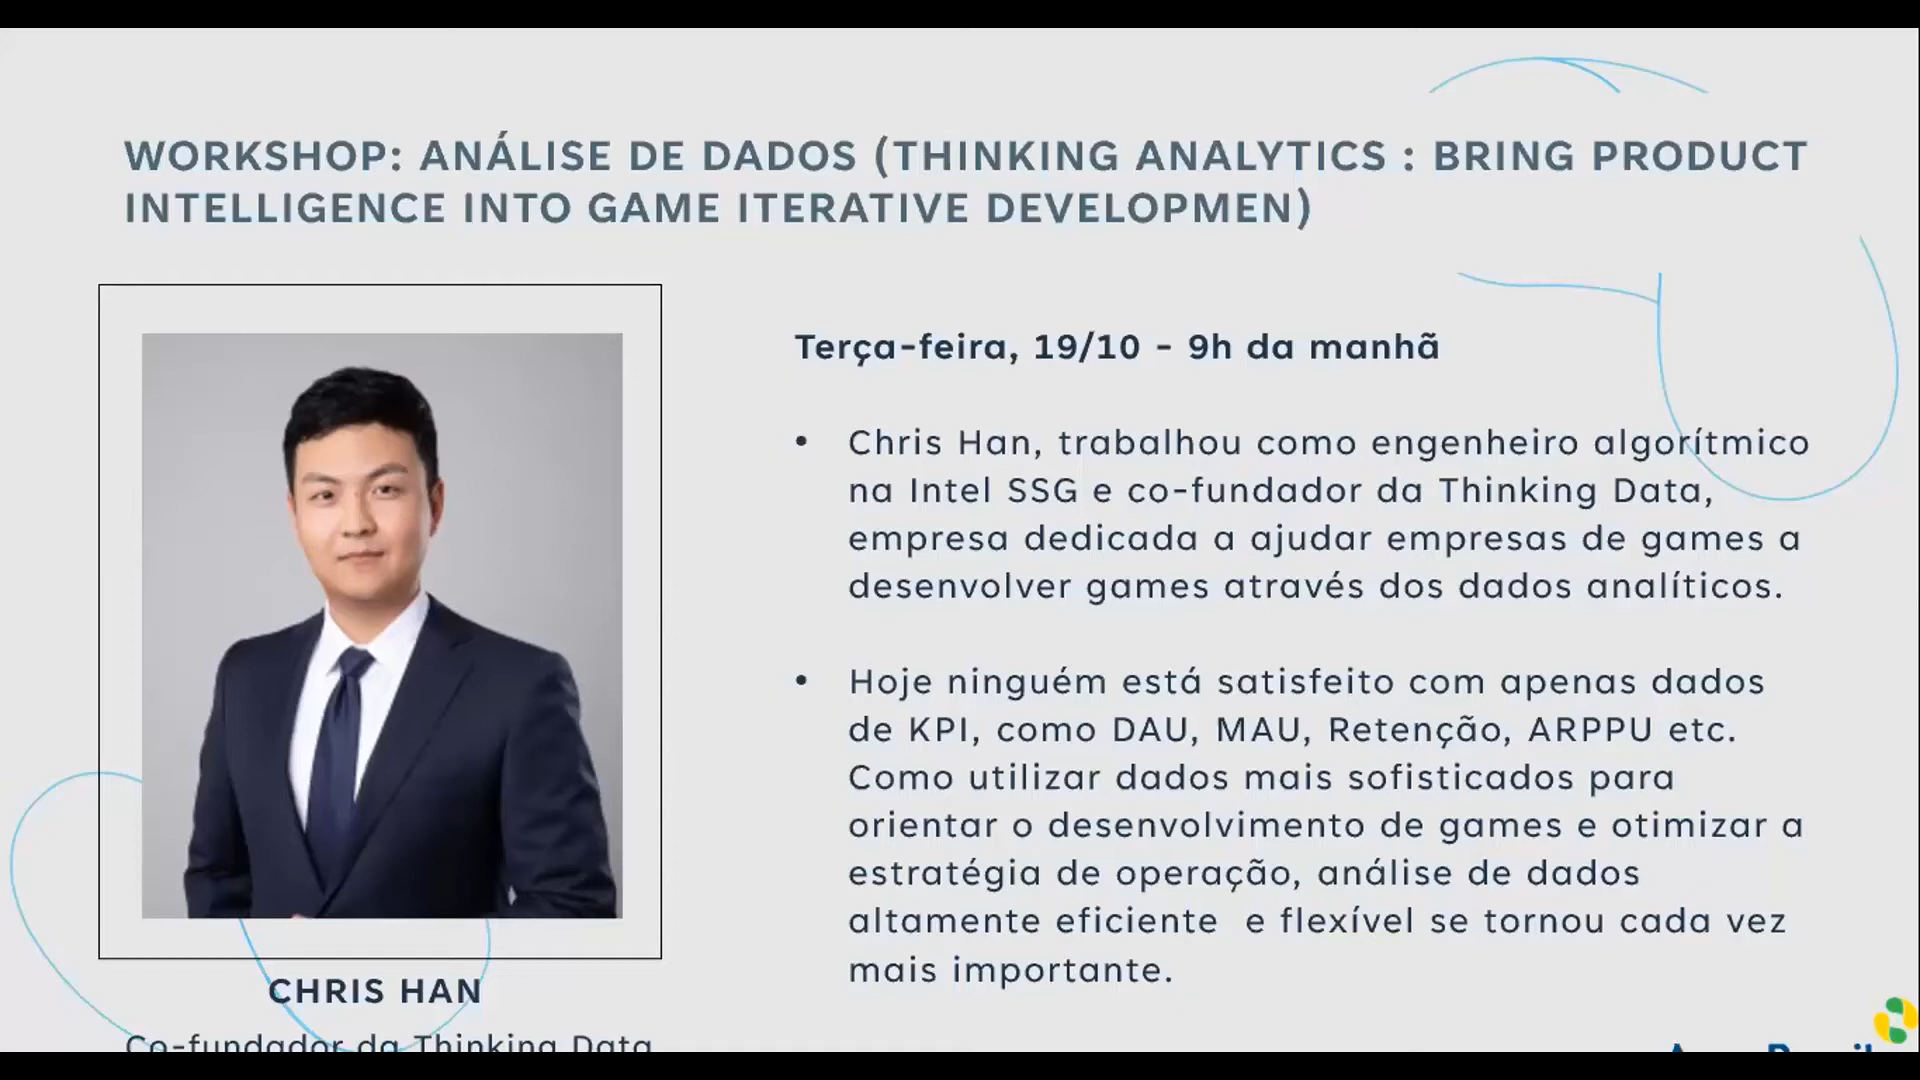 WORKSHOP: ANÁLISE DE DADOS (THINKING ANALYTICS : BRING PRODUCT
INTELLIGENCE INTO GAME ITERATIVE DEVELOPMEN)
Terça-feira, 19/10 - 9h da manhã
• Chris Han, trabalhou como engenheiro algorítmico
na Intel SSG e co-fundador da Thinking Data,
empresa dedicada a ajudar empresas de games a
desenvolver games através dos dados analíticos.
• Hoje ninguém está satisfeito com apenas dados
de KPI, como DAU, MAU, Retenção, ARPPU etc.
Como utilizar dados mais sofisticados para
orientar o desenvolvimento de games e otimizar a
estratégia de operação, análise de dados
altamente eficiente  e flexível se tornou cada vez
mais importante.
CHRIS HAN
Co-fundador da Thinking Data